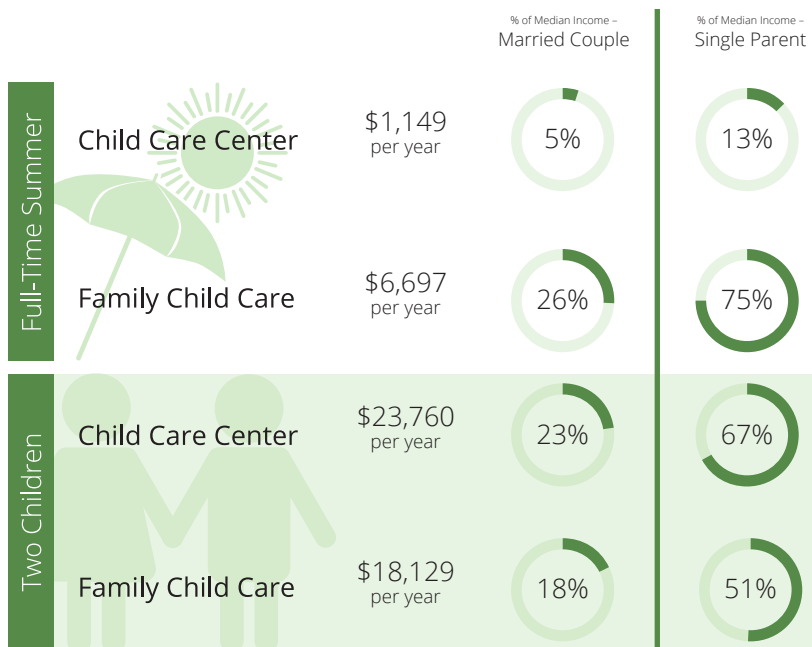 % of Median Income –
Married Couple
% of Median Income –
Single Parent
Full-Time Summer
Child Care Center
$1,149
per year
5%
13%
Family Child Care
$6,697
per year
26%
75%
Two Children
Child Care Center
$23,760
per year
23%
67%
Family Child Care
$18,129
per year
18%
51%